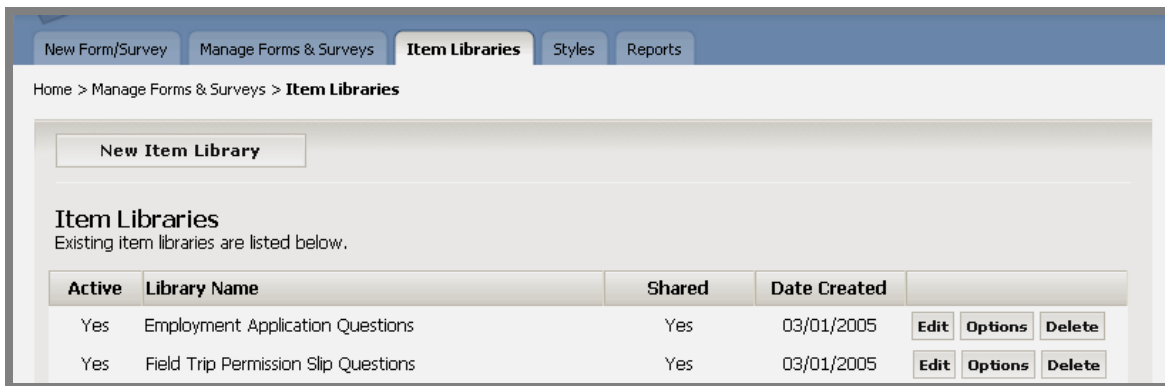 New Form/Survey Manage Forms & Surveys Item Libraries Styles Reports
Home > Manage Forms & Surveys > Item Libraries
New Item Library
Item Libraries
Existing item libraries are listed below.
Active Library Name Shared Date Created
Yes Employment Application Questions Yes 03/01/2005 Edit Options Delete
Yes Field Trip Permission Slip Questions Yes 03/01/2005 Edit Options Delete